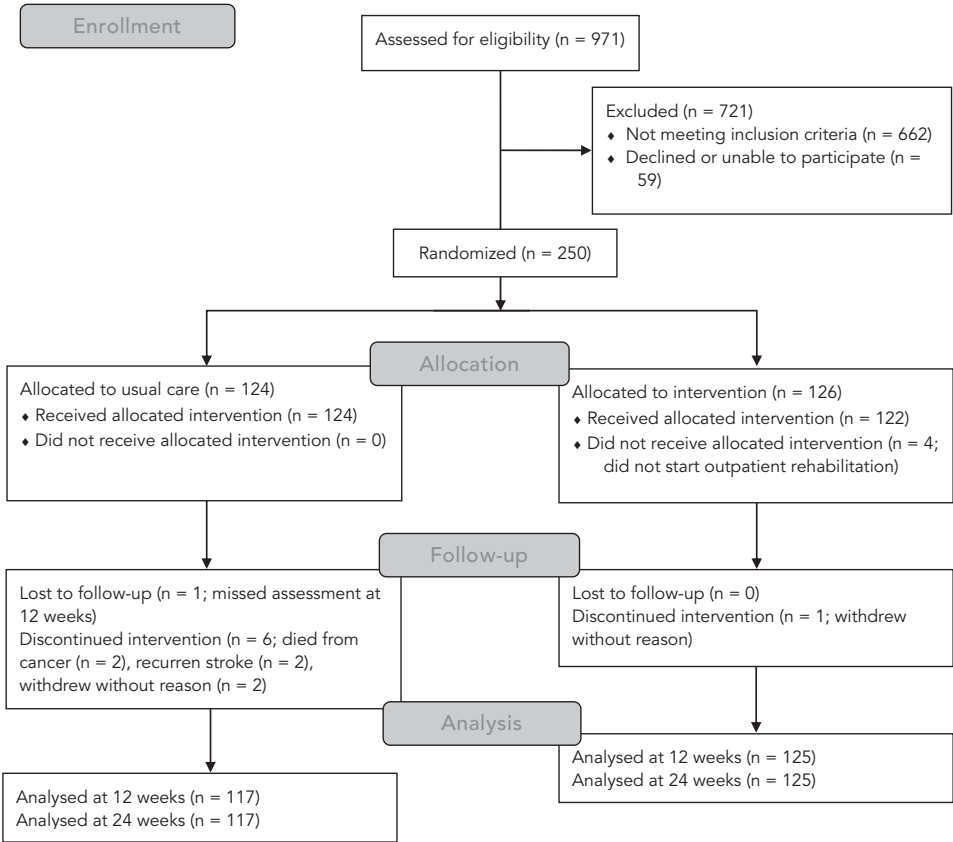 Enrollment
Assessed for eligibility (n = 971)
Excluded (n = 721)
♦ Not meeting inclusion criteria (n = 662)
♦ Declined or unable to participate (n =
59)
Randomized (n = 250)
Allocation
Allocated to usual care (n = 124)
♦ Received allocated intervention (n = 124)
♦ Did not receive allocated intervention (n = 0)
Allocated to intervention (n = 126)
♦ Received allocated intervention (n = 122)
♦ Did not receive allocated intervention (n = 4;
did not start outpatient rehabilitation)
Follow-up
Lost to follow-up (n = 1; missed assessment at
12 weeks)
Discontinued intervention (n = 6; died from
cancer (n = 2), recurren stroke (n = 2),
withdrew without reason (n = 2)
Lost to follow-up (n = 0)
Discontinued intervention (n = 1; withdrew
without reason)
Analysis
Analysed at 12 weeks (n = 117)
Analysed at 24 weeks (n = 117)
Analysed at 12 weeks (n = 125)
Analysed at 24 weeks (n = 125)